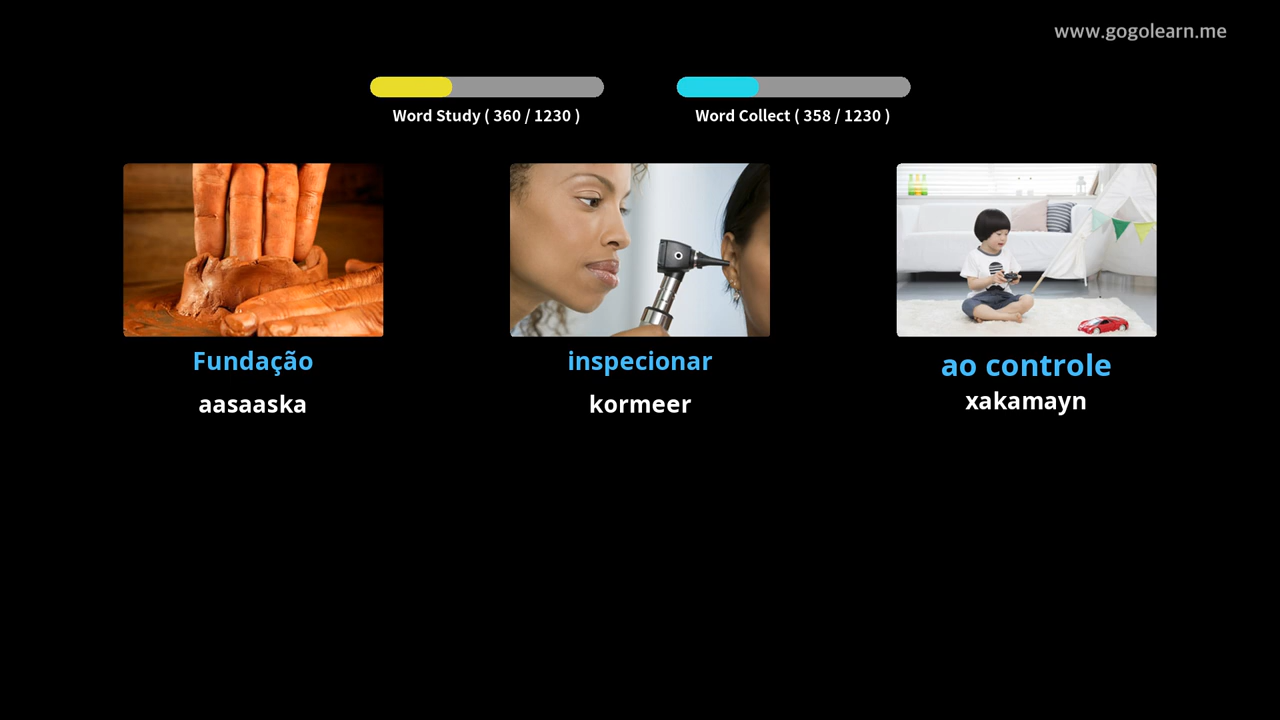 www.gogolearn.me
Word Study ( 360 / 1230 )
Word Collect ( 358 / 1230 )
Fundação
inspecionar
ao controle
aasaaska
kormeer
xakamayn